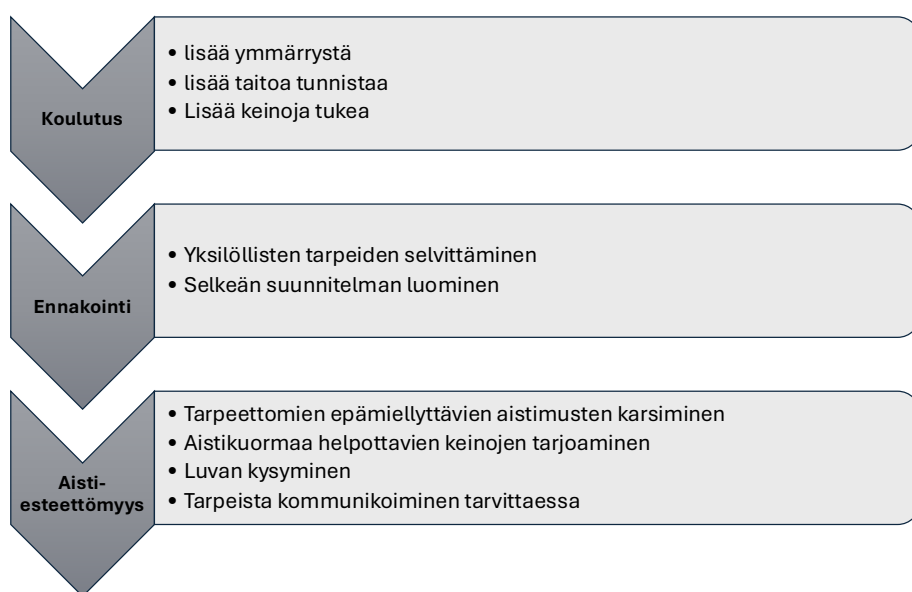 Koulutus
• lisää ymmärrystä
• lisää taitoa tunnistaa
• Lisää keinoja tukea
Ennakointi
• Yksilöllisten tarpeiden selvittäminen
• Selkeän suunnitelman luominen
Aisti-
esteettömyys
• Tarpeettomien epämiellyttävien aistimusten karsiminen
• Aistikuormaa helpottavien keinojen tarjoaminen
• Luvan kysyminen
• Tarpeista kommunikoiminen tarvittaessa